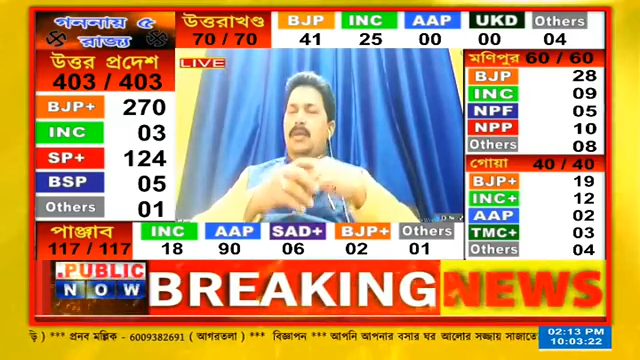 গননায় ৫
রাজ্য
উত্তরাখণ্ড
70 / 70
BJP INC AAP UKD Others
41 25 00 00 04
উত্তর প্রদেশ
403 / 403
BJP+ 270
INC 03
SP+ 124
BSP 05
Others 01
LIVE
মণিপুর 60 / 60
BJP 28
INC 09
NPF 05
NPP 10
Others 08
গোয়া 40 / 40
BJP+ 19
INC+ 12
AAP 02
TMC+ 03
Others 04
পাঞ্জাব
117 / 117
INC AAP SAD+ BJP+ Others
18 90 06 02 01
.PUBLIC
NOW
BREAKING NEWS
ড়ি) *** প্রনব মল্লিক - 6009382691 (আগরতলা) *** বিজ্ঞাপন *** আপনি আপনার বসার ঘর আলোর সজ্জায় সাজাতে
02:13 PM
10:03:22